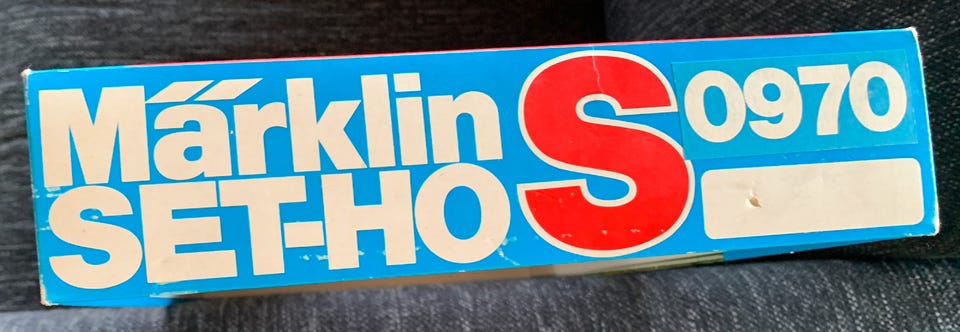 Märklin
SET-HO
S
0970